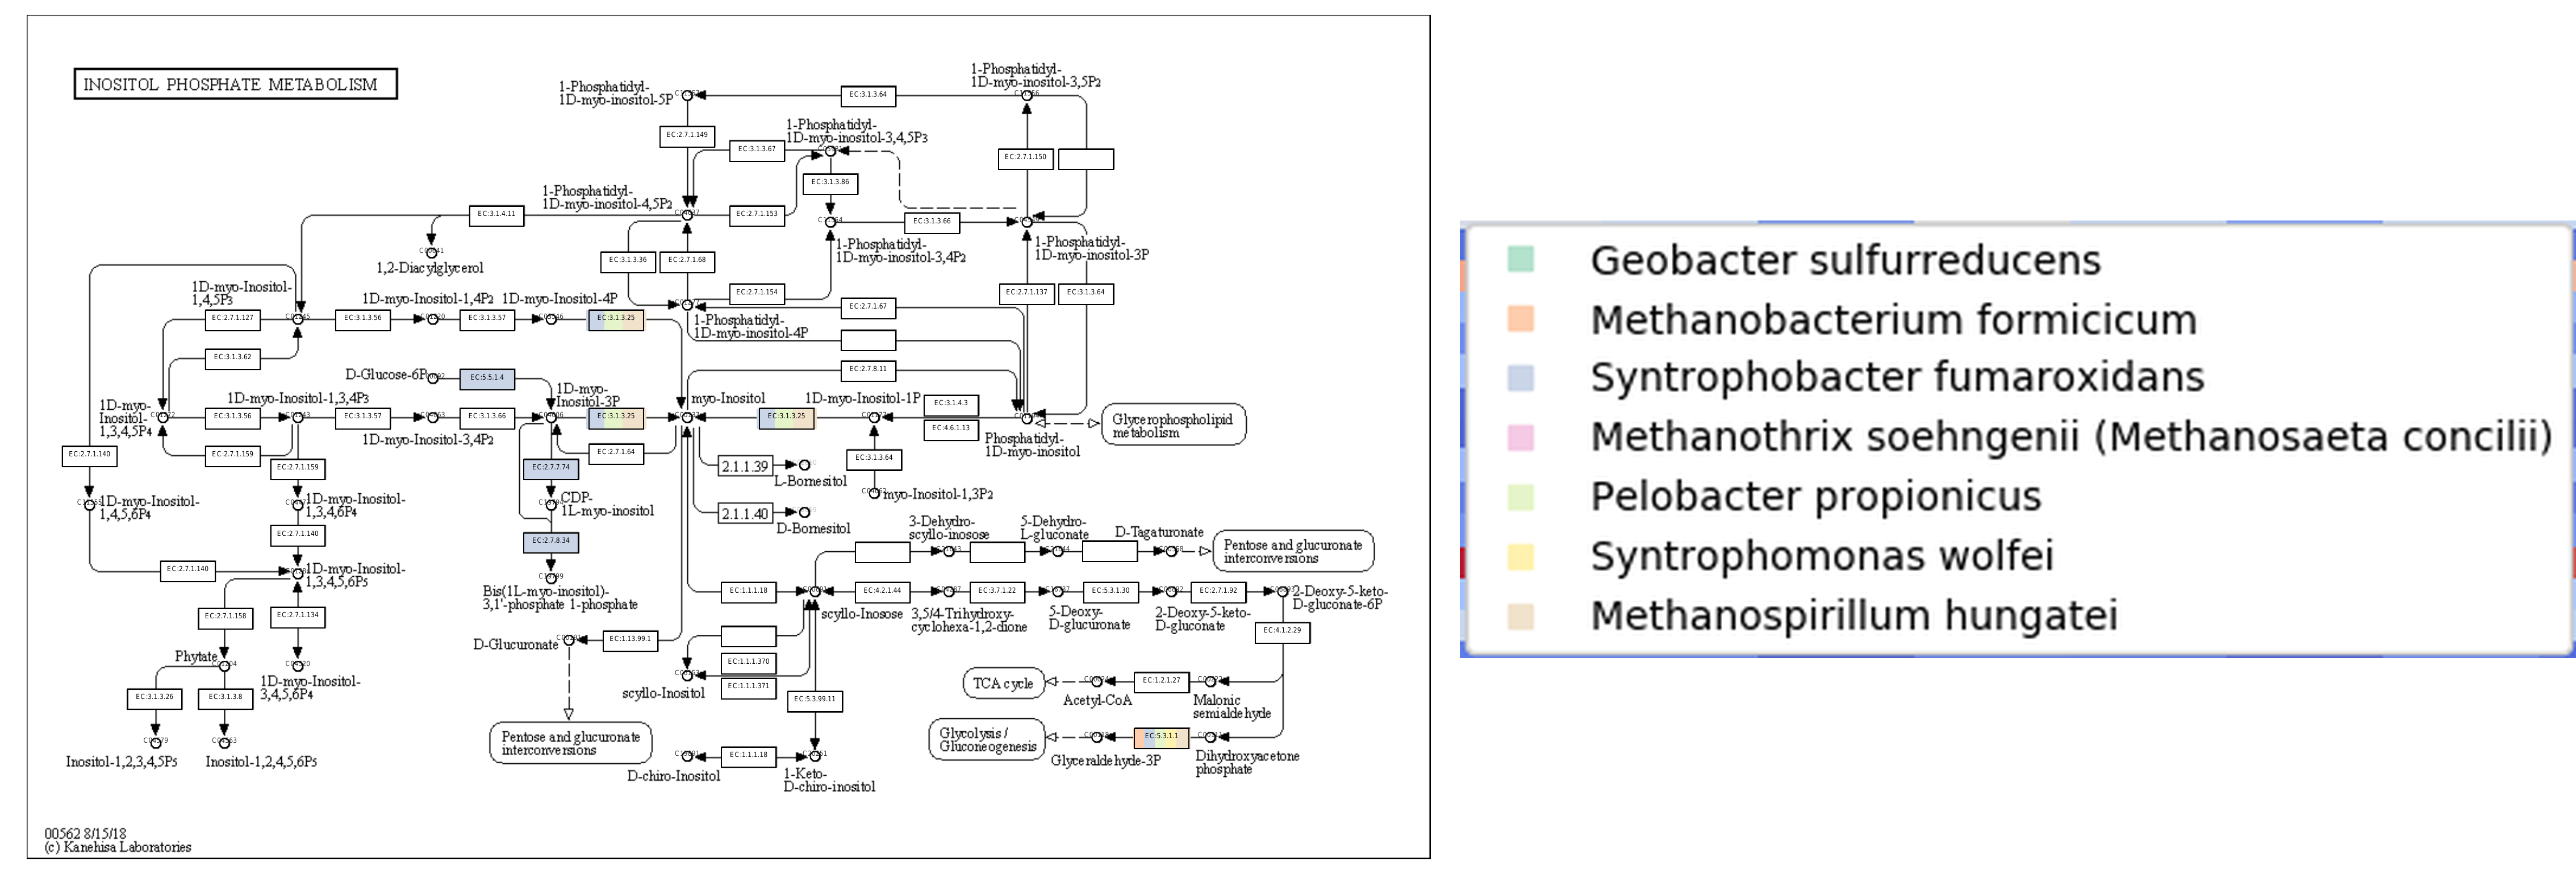 INOSITOL PHOSPHATE METABOLISM
1-Phosphatidyl-
1D-myo-inositol-5P
EC:3.1.3.64
1-Phosphatidyl-
1D-myo-inositol-3,5P2
EC:2.7.1.149
1-Phosphatidyl-
1D-myo-inositol-3,4,5P3
EC:3.1.3.67
EC:2.7.1.150
EC:3.1.3.86
1-Phosphatidyl-
1D-myo-inositol-4,5P2
EC:3.1.4.11
EC:2.7.1.153
EC:3.1.3.66
1,2-Diacylglycerol
EC:3.1.3.36
EC:2.7.1.68
1-Phosphatidyl-
1D-myo-inositol-3,4P2
1-Phosphatidyl-
1D-myo-inositol-3P
1D-myo-Inositol-
1,4,5P3
1D-myo-Inositol-1,4P2
1D-myo-Inositol-4P
EC:2.7.1.154
EC:2.7.1.137
EC:3.1.3.64
EC:2.7.1.127
EC:3.1.3.56
EC:3.1.3.57
EC:3.1.3.25
EC:2.7.1.67
1-Phosphatidyl-
1D-myo-inositol-4P
EC:3.1.3.62
D-Glucose-6P
EC:5.5.1.4
EC:2.7.8.11
1D-myo-
Inositol-
1,3,4,5P4
1D-myo-Inositol-1,3,4P3
1D-myo-
Inositol-3P
myo-Inositol
1D-myo-Inositol-1P
EC:3.1.4.3
EC:3.1.3.56
EC:3.1.3.57
EC:3.1.3.66
EC:3.1.3.25
EC:3.1.3.25
EC:4.6.1.13
Glycerophospholipid
metabolism
1D-myo-Inositol-3,4P2
Phosphatidyl-
1D-myo-inositol
EC:2.7.1.140
EC:2.7.1.159
EC:2.7.1.159
EC:2.7.1.64
EC:2.7.7.74
2.1.1.39
L-Bornesitol
EC:3.1.3.64
myo-Inositol-1,3P2
1D-myo-Inositol-
1,4,5,6P4
1D-myo-Inositol-
1,3,4,6P4
CDP-
1L-myo-inositol
2.1.1.40
D-Bornesitol
EC:2.7.1.140
EC:2.7.8.34
3-Dehydro-
scyllo-inosose
5-Dehydro-
L-gluconate
D-Tagaturonate
Pentose and glucuronate
interconversions
EC:2.7.1.140
1D-myo-Inositol-
1,3,4,5,6P5
Bis(1L-myo-inositol)-
3,1'-phosphate 1-phosphate
EC:1.1.1.18
EC:4.2.1.44
EC:3.7.1.22
EC:5.3.1.30
EC:2.7.1.92
scyllo-Inosose
3,5/4-Trihydroxy-
cyclohexa-1,2-dione
5-Deoxy-
D-glucuronate
2-Deoxy-5-keto-
D-gluconate
2-Deoxy-5-keto-
D-gluconate-6P
EC:2.7.1.158
EC:2.7.1.134
D-Glucuronate
EC:1.13.99.1
EC:4.1.2.29
Phytate
EC:1.1.1.370
EC:1.1.1.371
scyllo-Inositol
1D-myo-Inositol-
3,4,5,6P4
EC:3.1.3.26
EC:3.1.3.8
EC:5.3.99.11
TCA cycle
Acetyl-CoA
EC:1.2.1.27
Malonic
semialdehyde
Pentose and glucuronate
interconversions
Glycolysis /
Gluconeogenesis
Glyceraldehyde-3P
EC:5.3.1.1
Dihydroxyacetone
phosphate
Inositol-1,2,3,4,5P5
Inositol-1,2,4,5,6P5
D-chiro-Inositol
EC:1.1.1.18
1-Keto-
D-chiro-inositol
00562 8/15/18
(c) Kanehisa Laboratories
Geobacter sulfurreducens
Methanobacterium formicicum
Syntrophobacter fumaroxidans
Methanothrix soehngenii (Methanosaeta concilii)
Pelobacter propionicus
Syntrophomonas wolfei
Methanospirillum hungatei